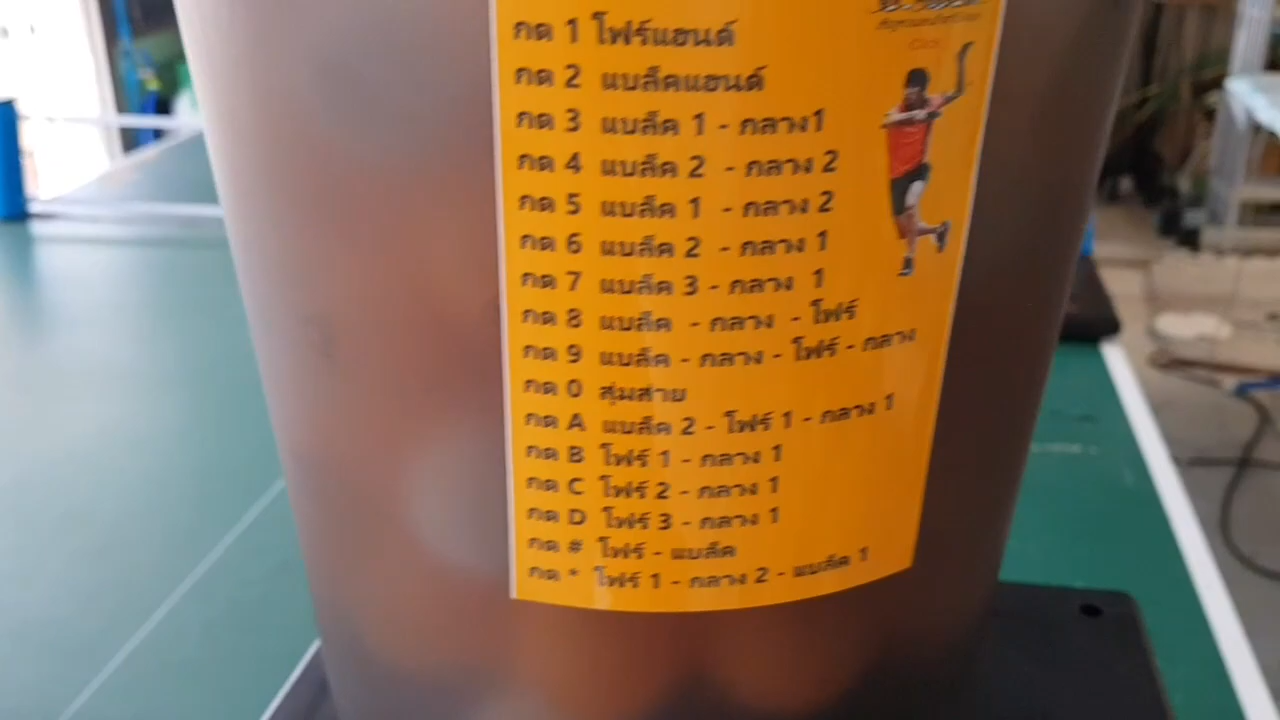 กด 1 โฟร์แฮนด์
กด 2 แบล๊คแฮนด์
กด 3 แบล๊ค 1 - กลาง1
กด 4 แบล๊ค 2 - กลาง 2
กด 5 แบล๊ค 1 - กลาง 2
กด 6 แบล๊ค 2 - กลาง 1
กด 7 แบล๊ค 3 - กลาง 1
กด 8 แบล๊ค - กลาง - โฟร์
กด 9 แบล๊ค - กลาง - โฟร์ - กลาง
กด 0 สุ่มส่าย
กด A แบล๊ค 2 - โฟร์ 1 - กลาง 1
กด B โฟร์ 1 - กลาง 1
กด C โฟร์ 2 - กลาง 1
กด D โฟร์ 3 - กลาง 1
กด # โฟร์ - แบล๊ค
กด * โฟร์ 1 - กลาง 2 - แบล๊ค 1